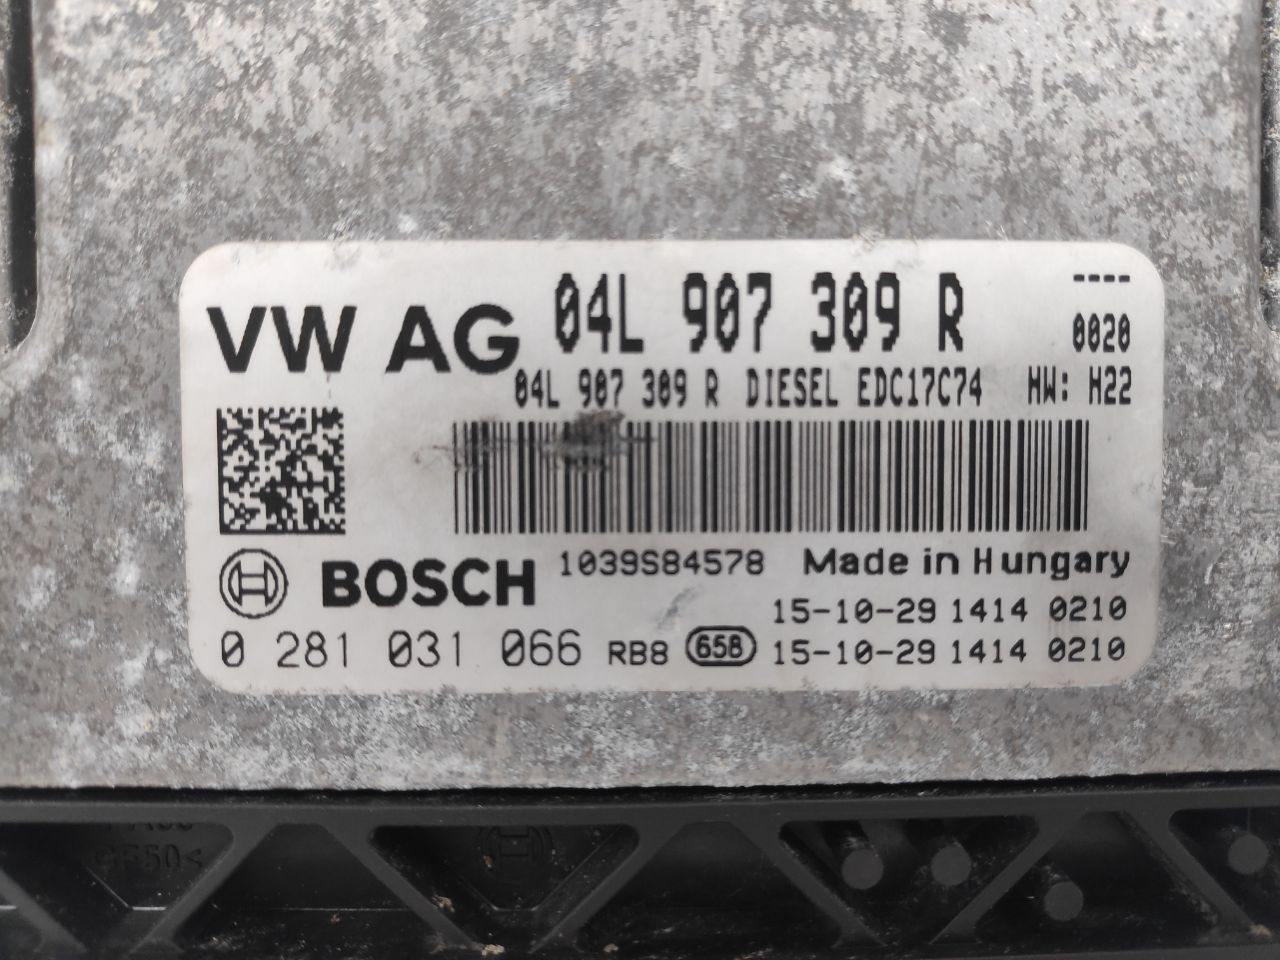 VW AG 04L 907 309 R ----
0020
04L 907 309 R DIESEL EDC17C74 HW: H22
BOSCH 1039S84578 Made in Hungary
15-10-29 1414 0210
0 281 031 066 RB8 658 15-10-29 1414 0210